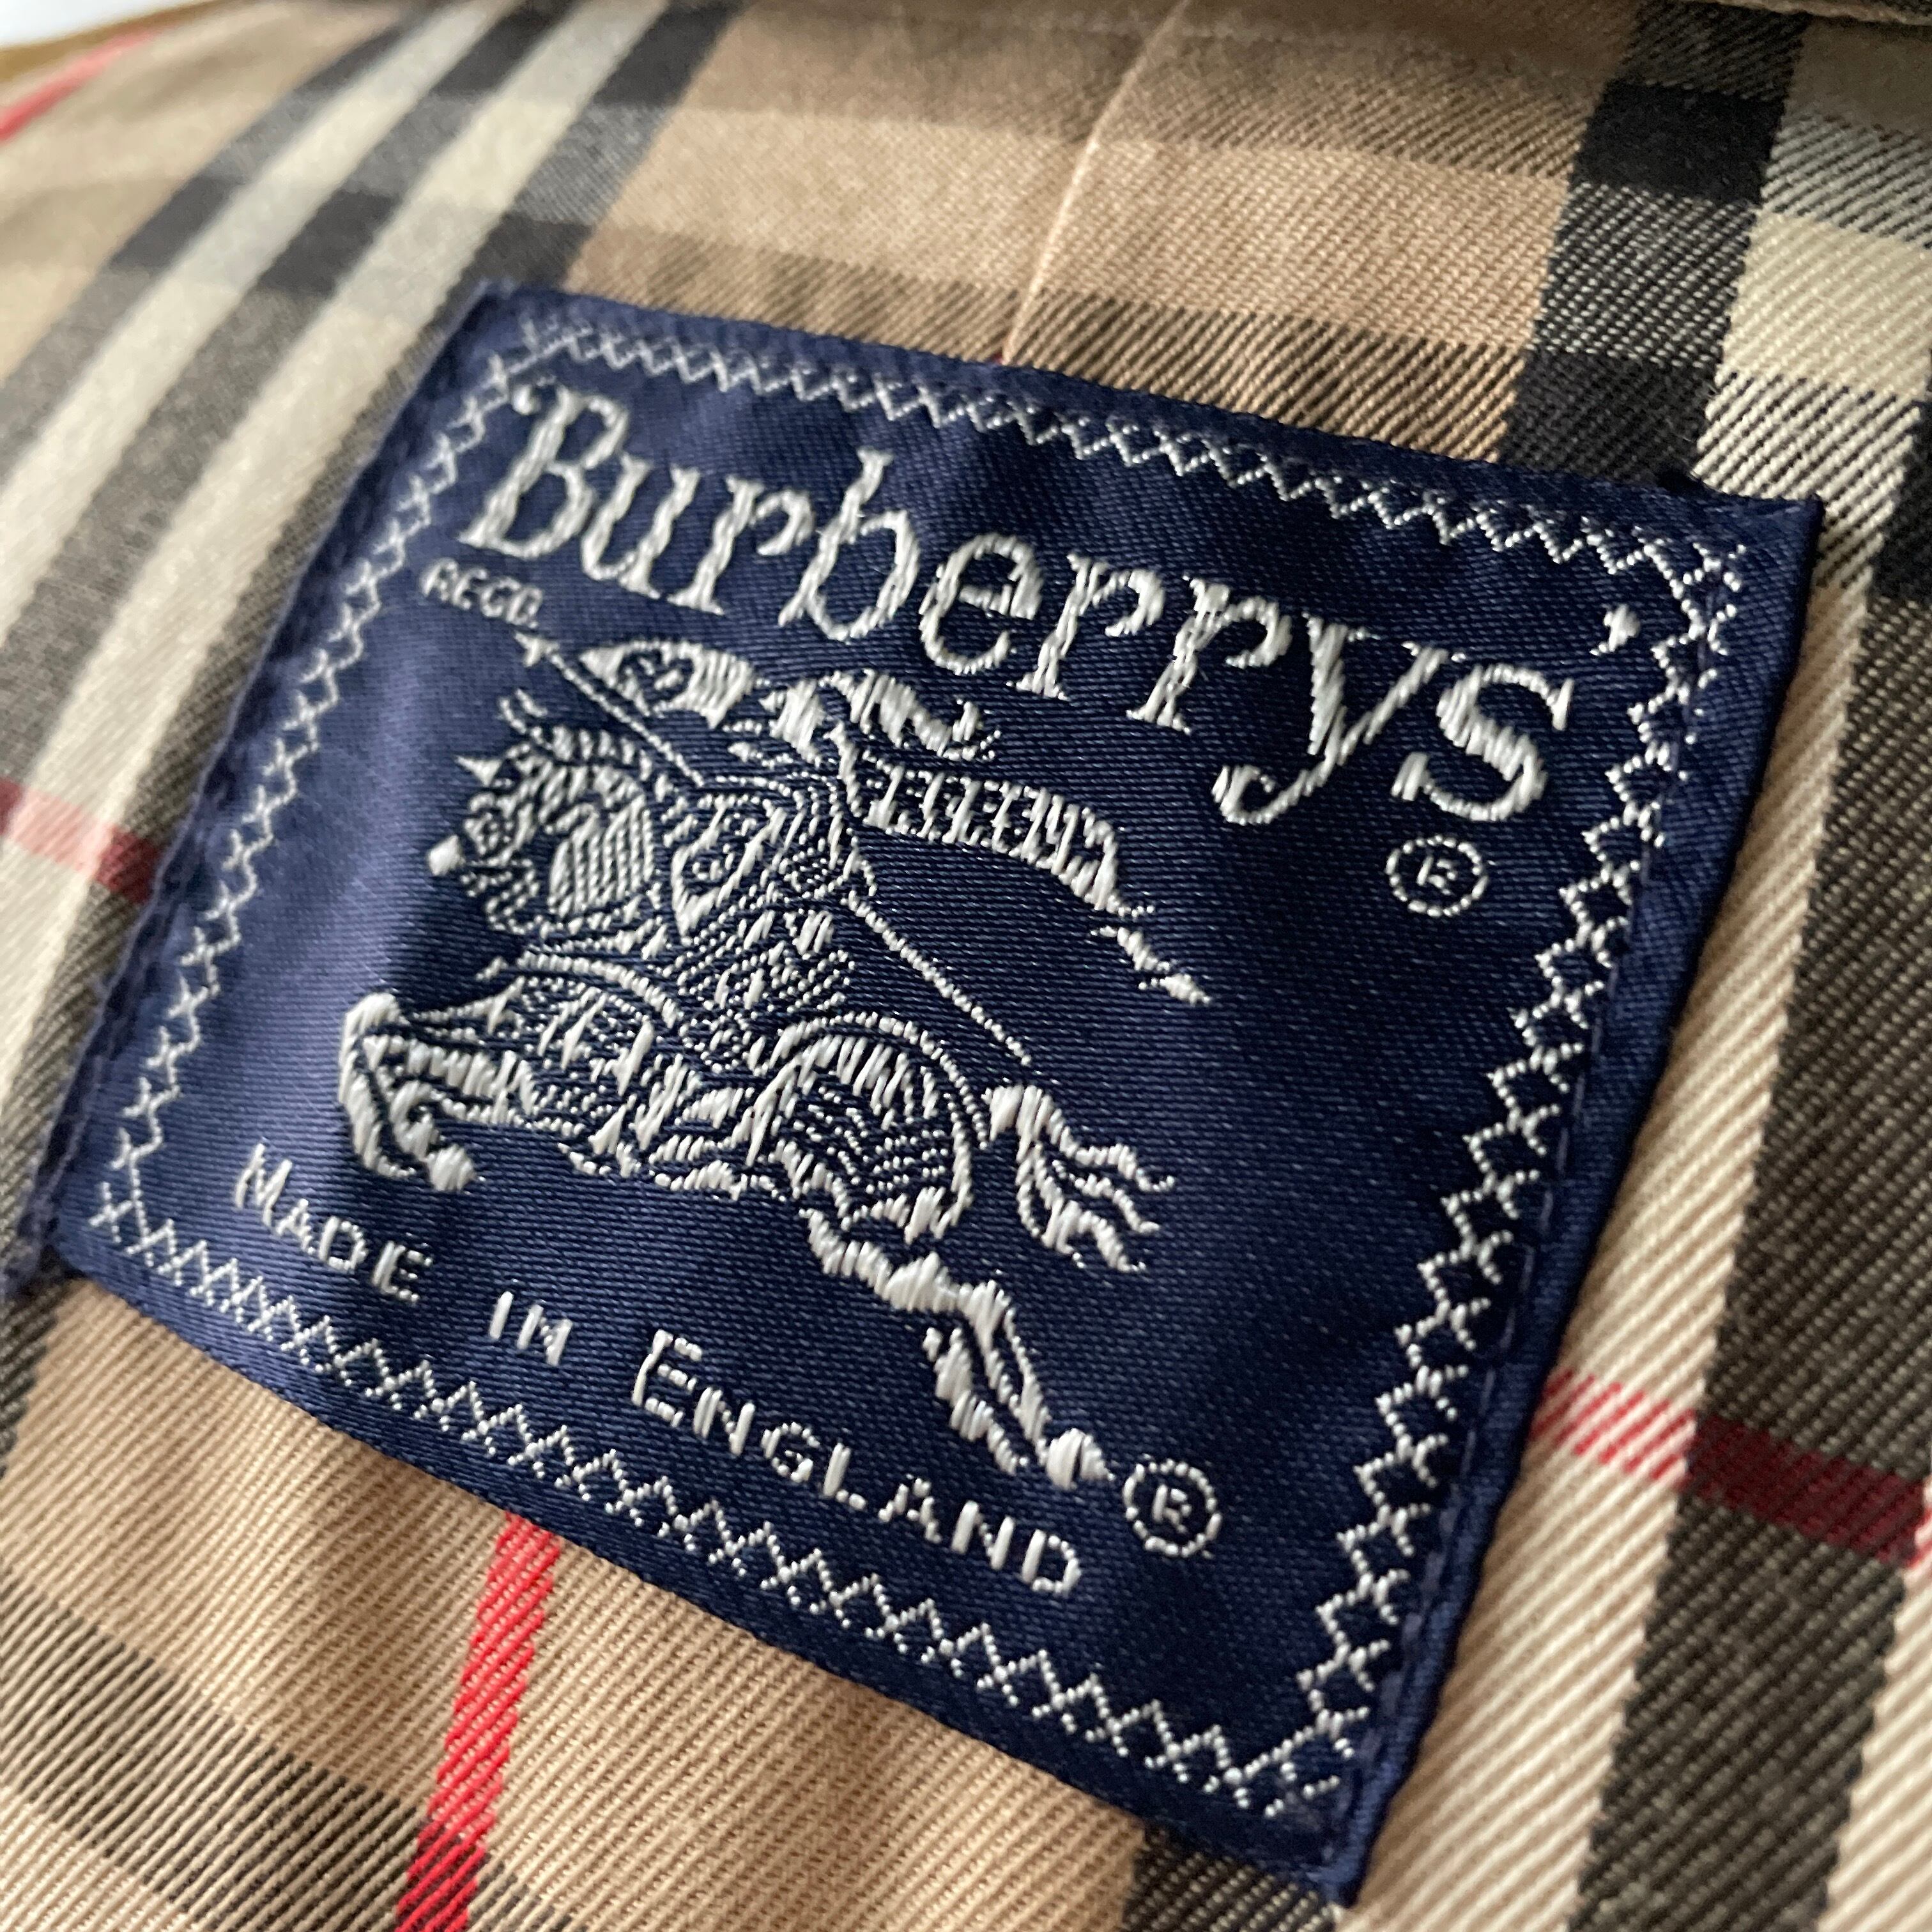 Burberrys'
REGD.
®
MADE IN ENGLAND ®